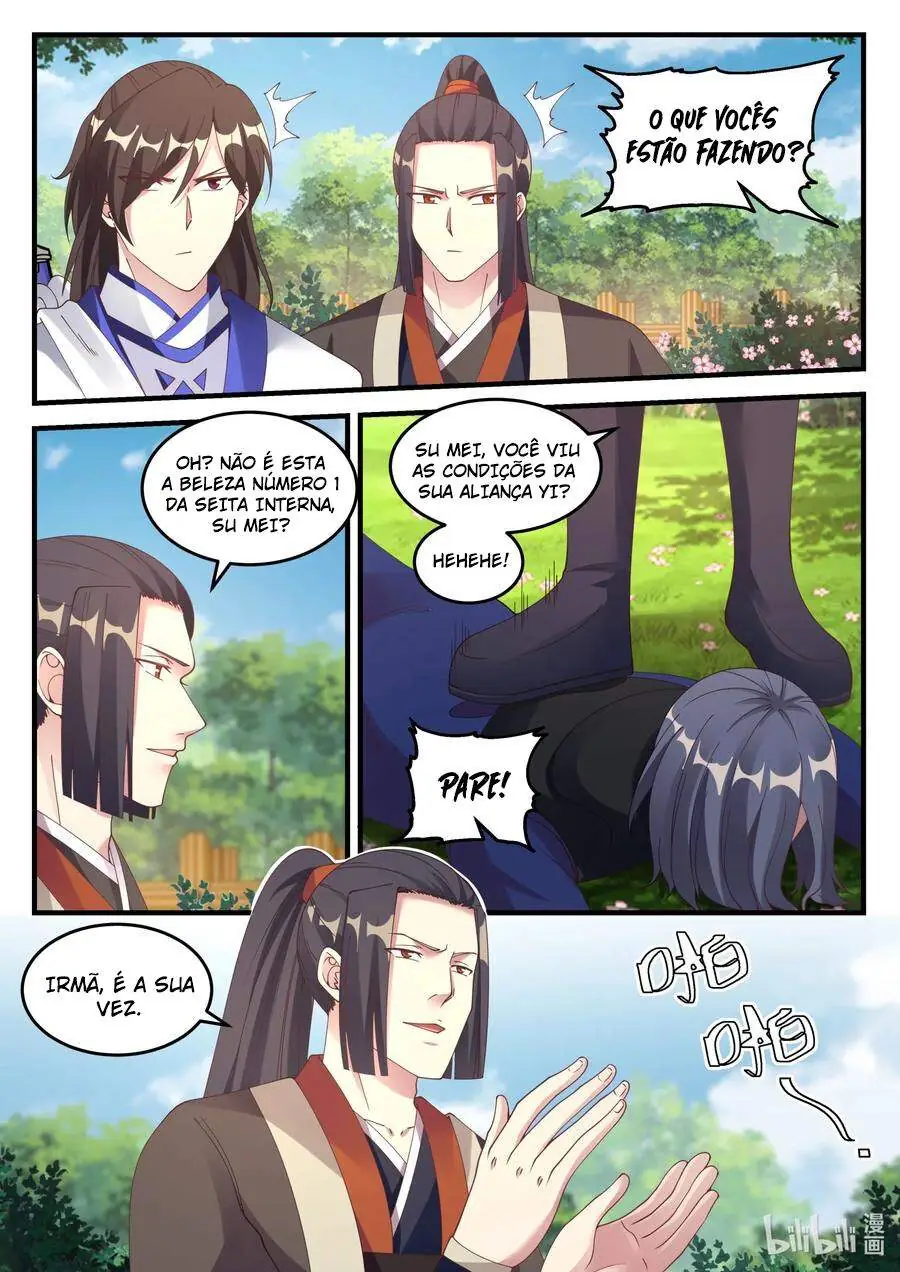 O QUE VOCÊS
ESTÃO FAZENDO?
OH? NÃO É ESTA
A BELEZA NÚMERO 1
DA SEITA INTERNA,
SU MEI?
SU MEI, VOCÊ VIU
AS CONDIÇÕES DA
SUA ALIANÇA YI?
HEHEHE!
PARE!
IRMÃ, É A SUA
VEZ.
啪
啪
bilibili
漫画